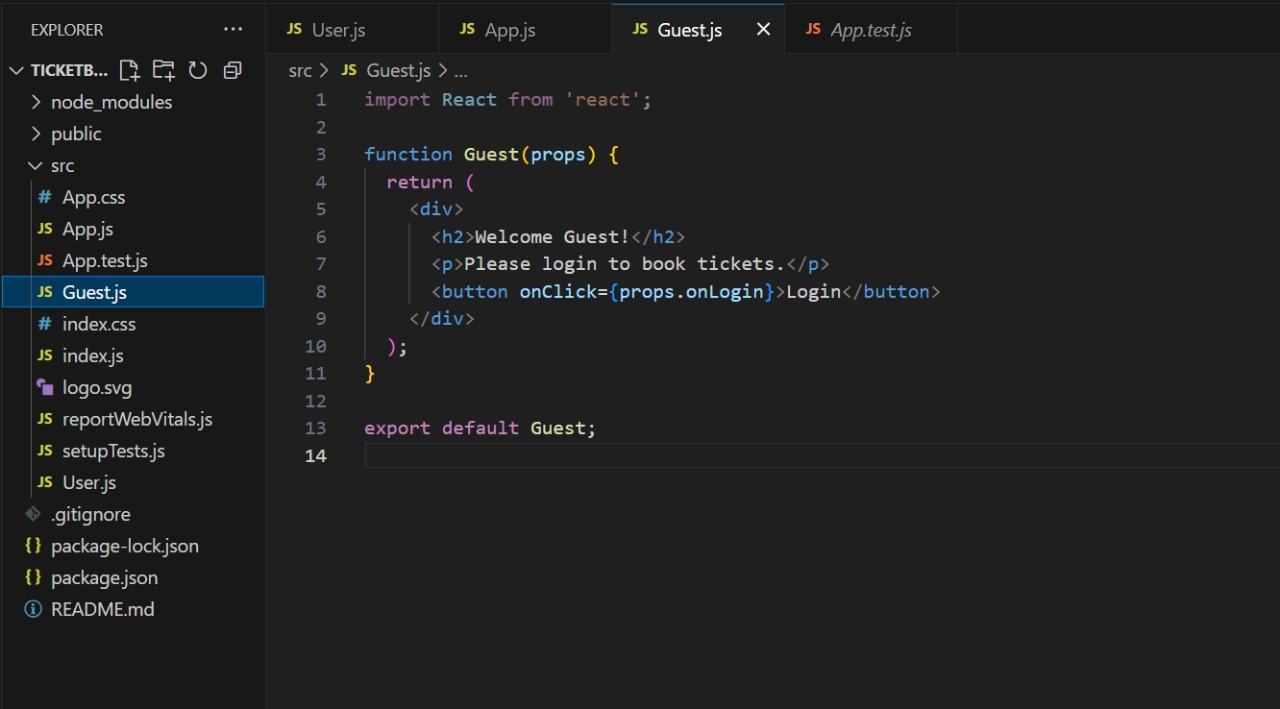 EXPLORER
TICKETB...
node_modules
public
src
# App.css
JS App.js
JS App.test.js
JS Guest.js
# index.css
JS index.js
logo.svg
JS reportWebVitals.js
JS setupTests.js
JS User.js
.gitignore
{} package-lock.json
{} package.json
README.md
JS User.js JS App.js JS Guest.js JS App.test.js
src > JS Guest.js > ...
1 import React from 'react';
2
3 function Guest(props) {
4 return (
5 <div>
6 <h2>Welcome Guest!</h2>
7 <p>Please login to book tickets.</p>
8 <button onClick={props.onLogin}>Login</button>
9 </div>
10 );
11 }
12
13 export default Guest;
14